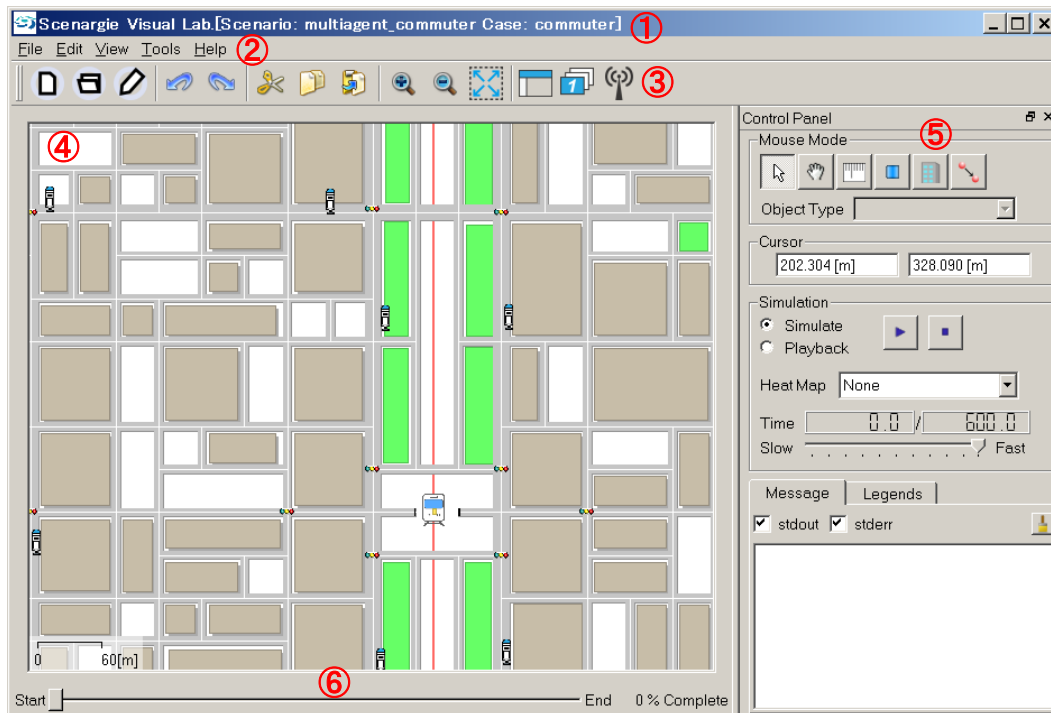 Scenargie Visual Lab.[Scenario: multiagent_commuter Case: commuter] ①
File Edit View Tools Help ②
1 ③
④
Control Panel
⑤
Mouse Mode
Object Type
Cursor
202.304 [m] 328.090 [m]
Simulation
Simulate
Playback
Heat Map None
Time 0.0 / 600.0
Slow Fast
Message Legends
stdout stderr
0 60[m]
⑥
Start End 0 % Complete